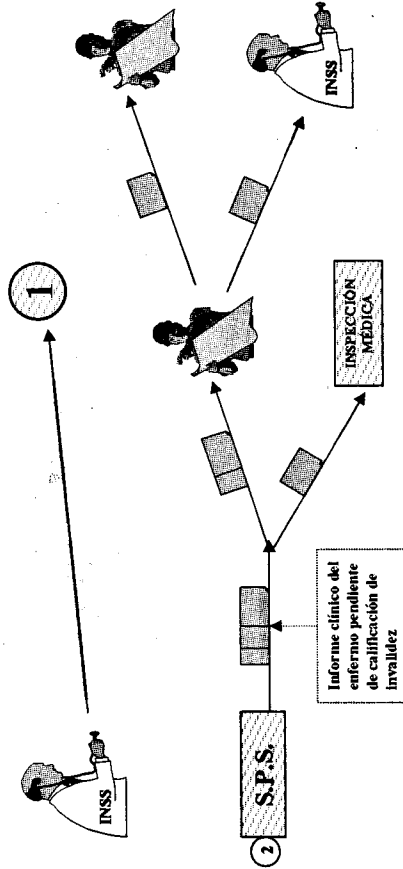 1
INSS
INSS
INSPECCIÓN
MÉDICA
Informe clínico del
enfermo pendiente
de calificación de
invalidez
S.P.S.
2